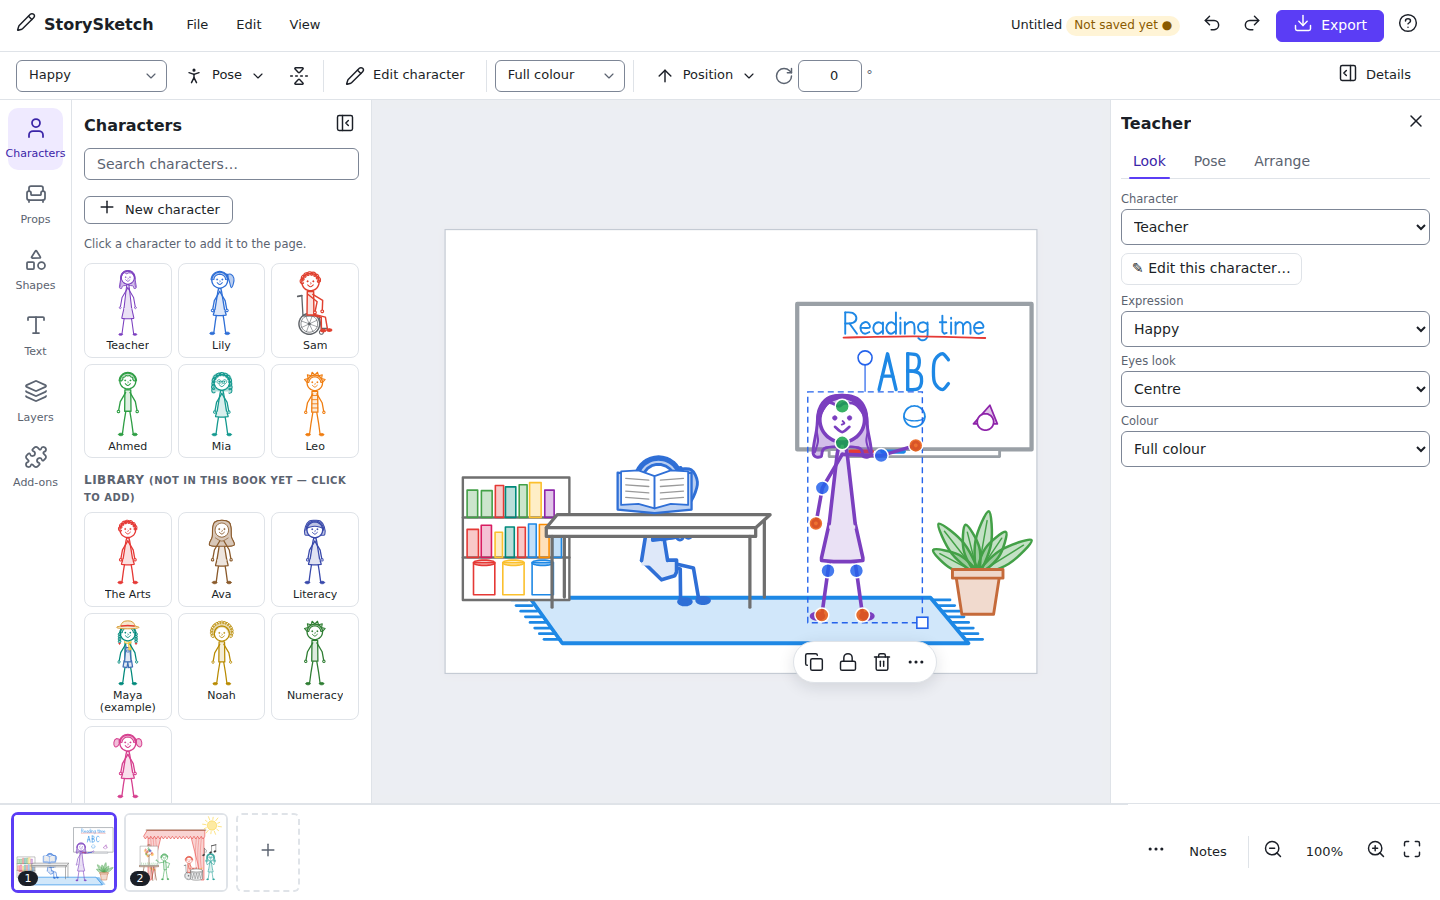 StorySketch
File
Edit
View
Untitled
Not saved yet
Export
Happy
Pose
Edit character
Full colour
Position
0
°
Details
Characters
Props
Shapes
Text
Layers
Add-ons
Characters
Search characters…
New character
Click a character to add it to the page.
Teacher
Lily
Sam
Ahmed
Mia
Leo
LIBRARY (NOT IN THIS BOOK YET — CLICK
TO ADD)
The Arts
Ava
Literacy
Maya
(example)
Noah
Numeracy
Reading time
ABC
Teacher
Look
Pose
Arrange
Character
Teacher
✎ Edit this character…
Expression
Happy
Eyes look
Centre
Colour
Full colour
Reading time
ABC
1
2
Notes
100%